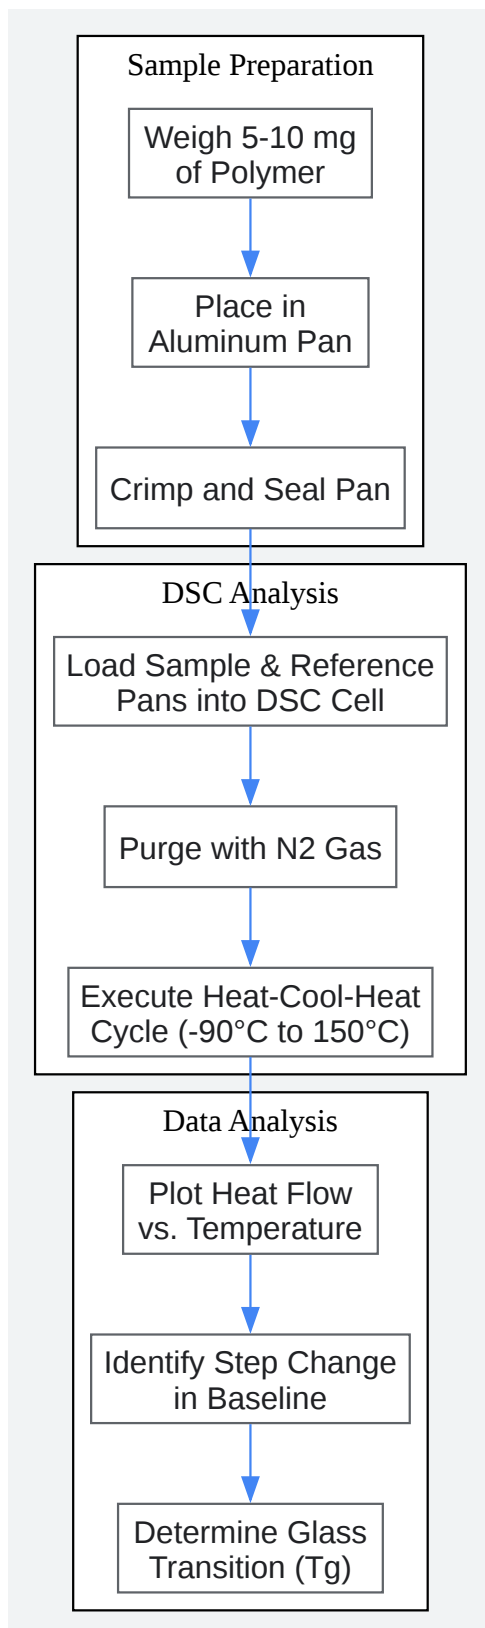 Sample Preparation
Weigh 5-10 mg
of Polymer
Place in
Aluminum Pan
Crimp and Seal Pan
DSC Analysis
Load Sample & Reference
Pans into DSC Cell
Purge with N2 Gas
Execute Heat-Cool-Heat
Cycle (-90°C to 150°C)
Data Analysis
Plot Heat Flow
vs. Temperature
Identify Step Change
in Baseline
Determine Glass
Transition (Tg)